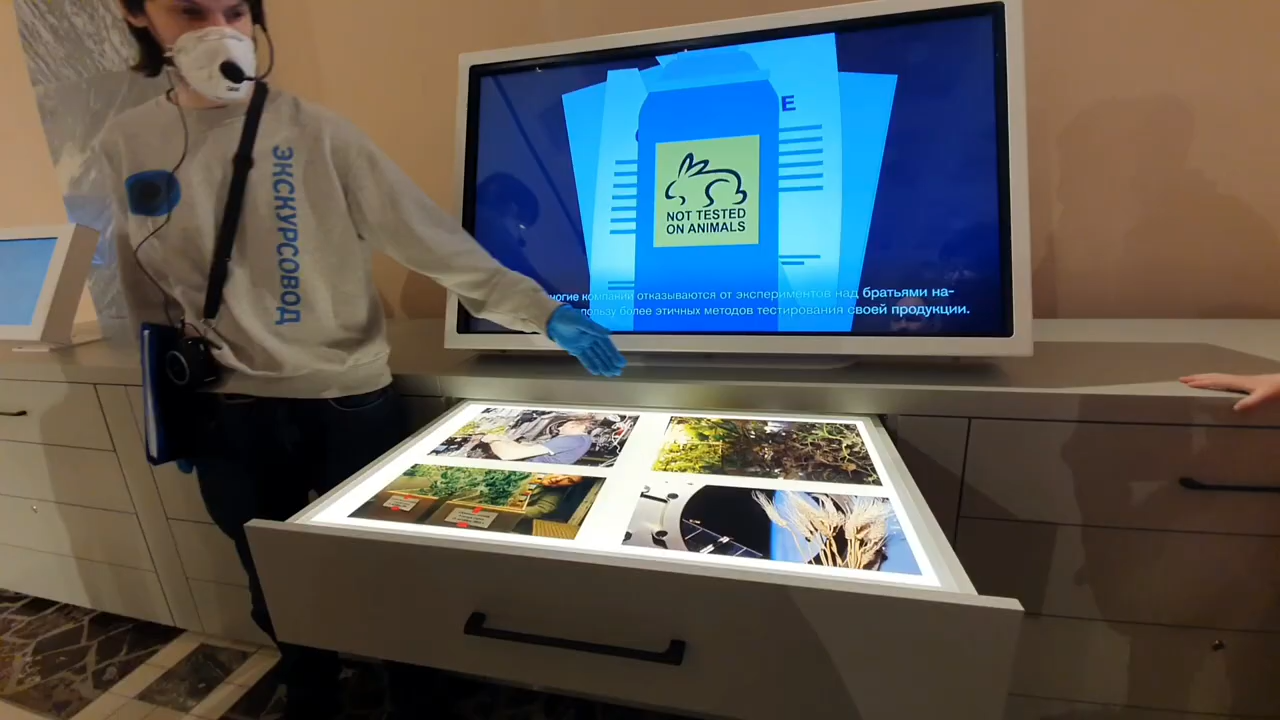 ЭКСКУРСОВОД
Е
NOT TESTED
ON ANIMALS
компании отказываются от экспериментов над братьями на-
пользу более этичных методов тестирования своей продукции.